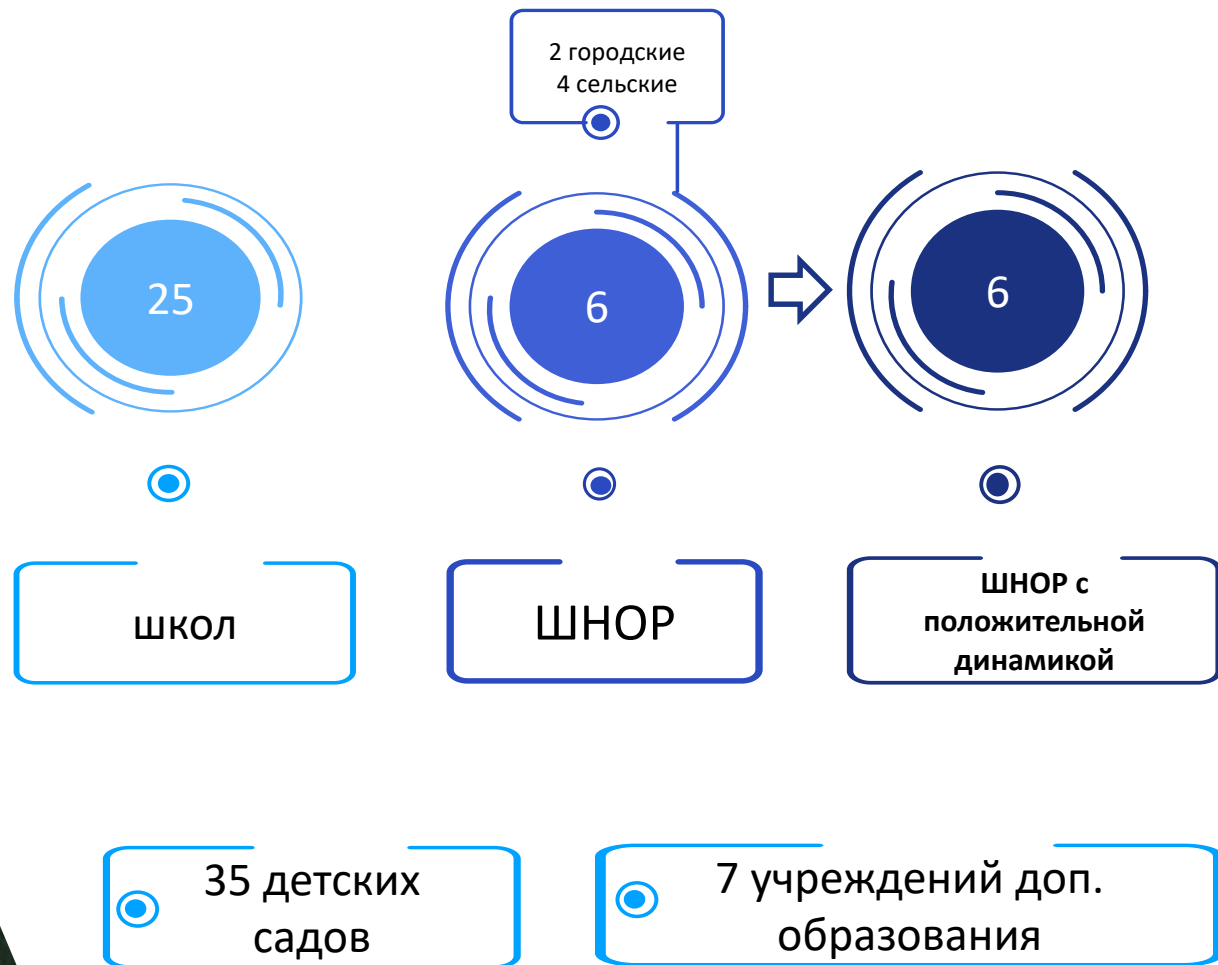 2 городские
4 сельские
25
6
6
школ
ШНОР
ШНОР с
положительной
динамикой
35 детских
садов
7 учреждений доп.
образования